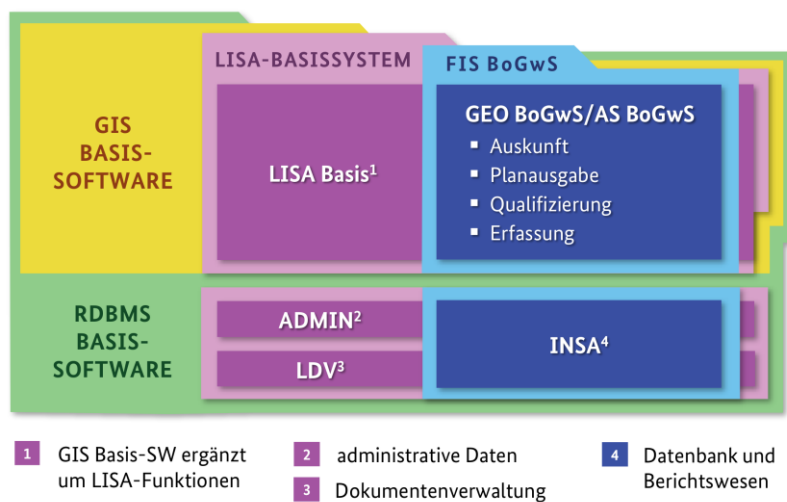 LISA-BASISSYSTEM
FIS BoGwS
GIS
BASIS-
SOFTWARE
LISA Basis¹
GEO BoGwS/AS BoGwS
▪ Auskunft
▪ Planausgabe
▪ Qualifizierung
▪ Erfassung
RDBMS
BASIS-
SOFTWARE
ADMIN²
LDV³
INSA⁴
1 GIS Basis-SW ergänzt
um LISA-Funktionen
2 administrative Daten
3 Dokumentenverwaltung
4 Datenbank und
Berichtswesen